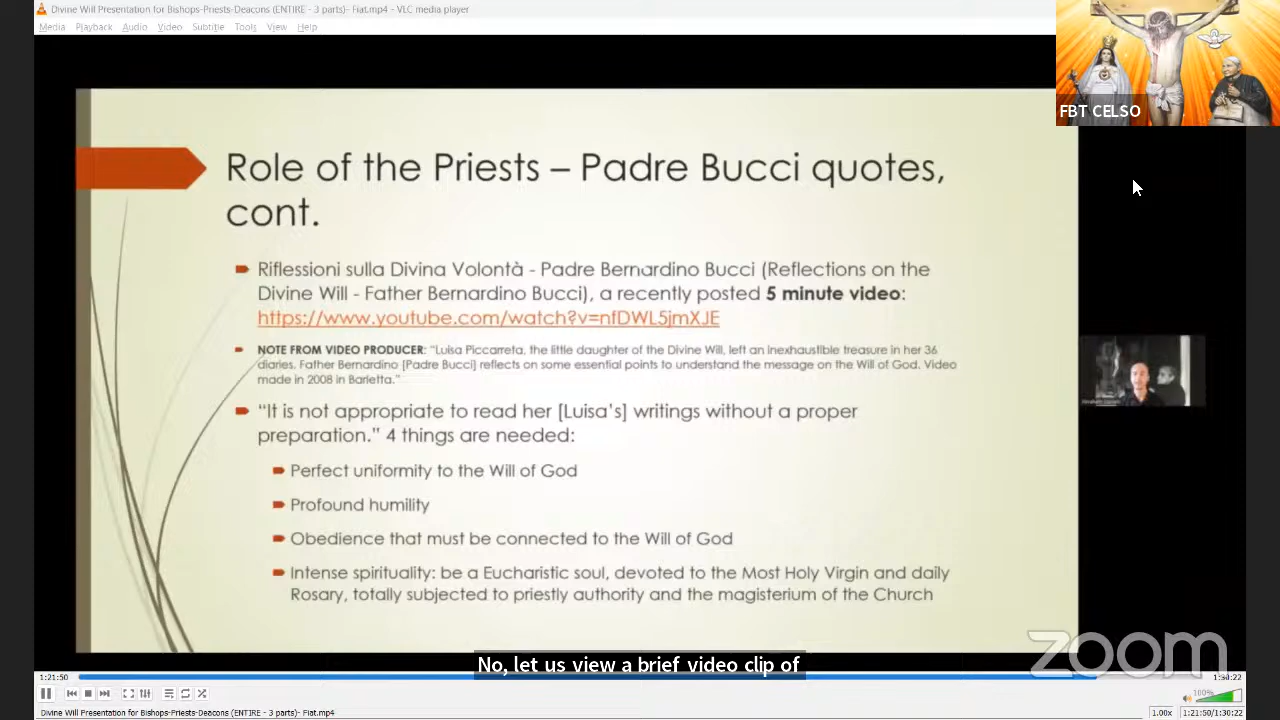 Divine Will Presentation for Bishops-Priests-Deacons (ENTIRE - 3 parts)- Fiat.mp4 - VLC media player
Media Playback Audio Video Subtitle Tools View Help
FBT CELSO
Role of the Priests – Padre Bucci quotes,
cont.
Riflessioni sulla Divina Volontà - Padre Bernardino Bucci (Reflections on the
Divine Will - Father Bernardino Bucci), a recently posted 5 minute video:
https://www.youtube.com/watch?v=nfDWL5jmXJE
NOTE FROM VIDEO PRODUCER: "Luisa Piccarreta, the little daughter of the Divine Will, left an inexhaustible treasure in her 36
diaries. Father Bernardino [Padre Bucci] reflects on some essential points to understand the message on the Will of God. Video
made in 2008 in Barletta."
"It is not appropriate to read her [Luisa's] writings without a proper
preparation." 4 things are needed:
Perfect uniformity to the Will of God
Profound humility
Obedience that must be connected to the Will of God
Intense spirituality: be a Eucharistic soul, devoted to the Most Holy Virgin and daily
Rosary, totally subjected to priestly authority and the magisterium of the Church
zoom
No, let us view a brief video clip of
1:21:50
1:30:22
100%
Divine Will Presentation for Bishops-Priests-Deacons (ENTIRE - 3 parts)- Fiat.mp4
1.00x
1:21:50/1:30:22